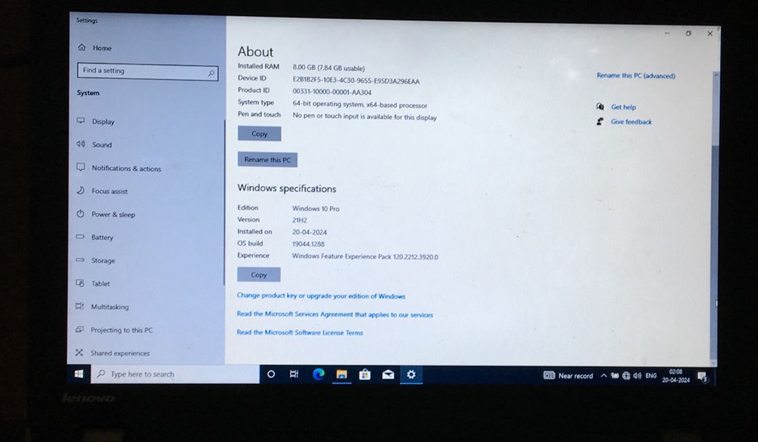 Settings
Home
Find a setting
System
Display
Sound
Notifications & actions
Focus assist
Power & sleep
Battery
Storage
Tablet
Multitasking
Projecting to this PC
Shared experiences
About
Installed RAM 8.00 GB (7.84 GB usable)
Device ID E2B1B2F5-10E3-4C30-9655-E95D3A296EAA
Product ID 00331-10000-00001-AA304
System type 64-bit operating system, x64-based processor
Pen and touch No pen or touch input is available for this display
Copy
Rename this PC
Windows specifications
Edition Windows 10 Pro
Version 21H2
Installed on 20-04-2024
OS build 19044.1288
Experience Windows Feature Experience Pack 120.2212.3920.0
Copy
Change product key or upgrade your edition of Windows
Read the Microsoft Services Agreement that applies to our services
Read the Microsoft Software License Terms
Rename this PC (advanced)
Get help
Give feedback
Type here to search
Near record
ENG
02:08
20-04-2024
3
lenovo